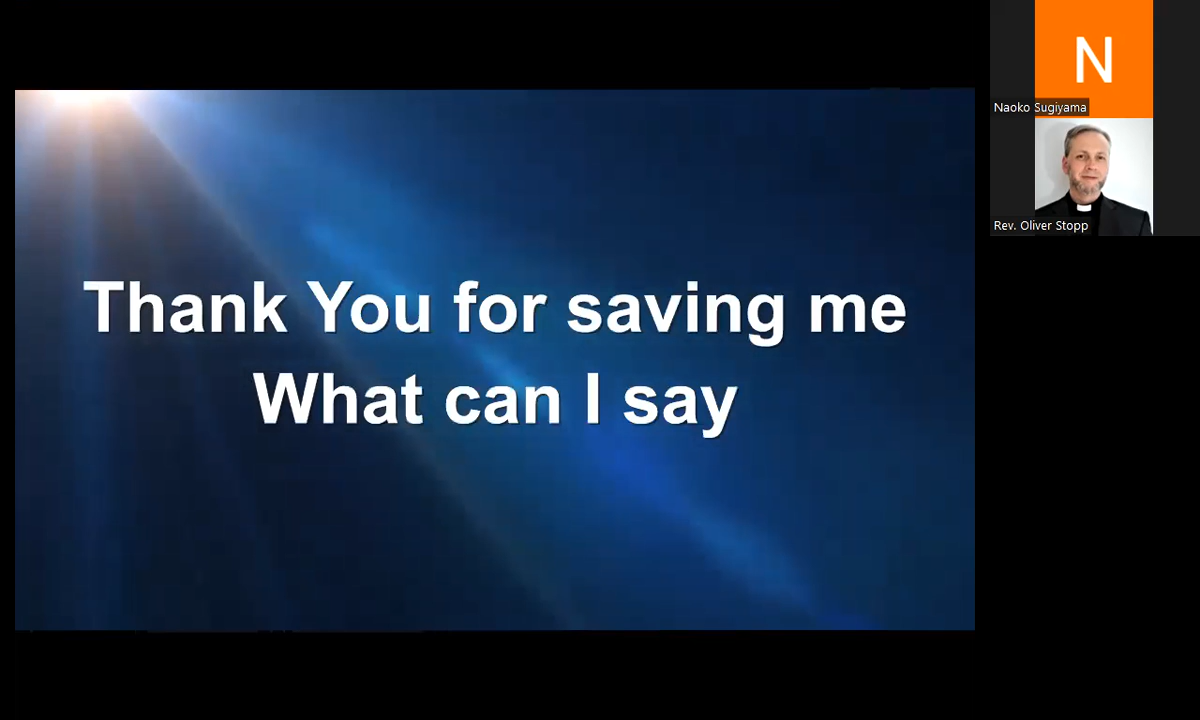 Thank You for saving me
What can I say
N
Naoko Sugiyama
Rev. Oliver Stopp